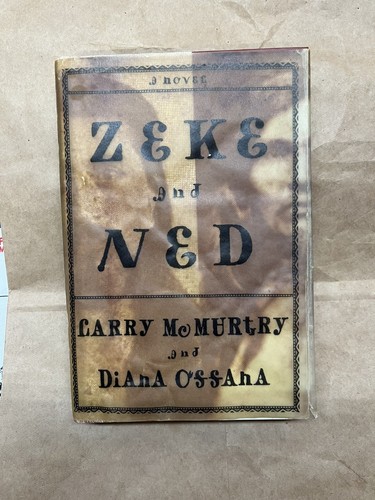 A NOVEL
ZEKE
and
NED
LARRY McMURTRY
and
DIANA OSSANA